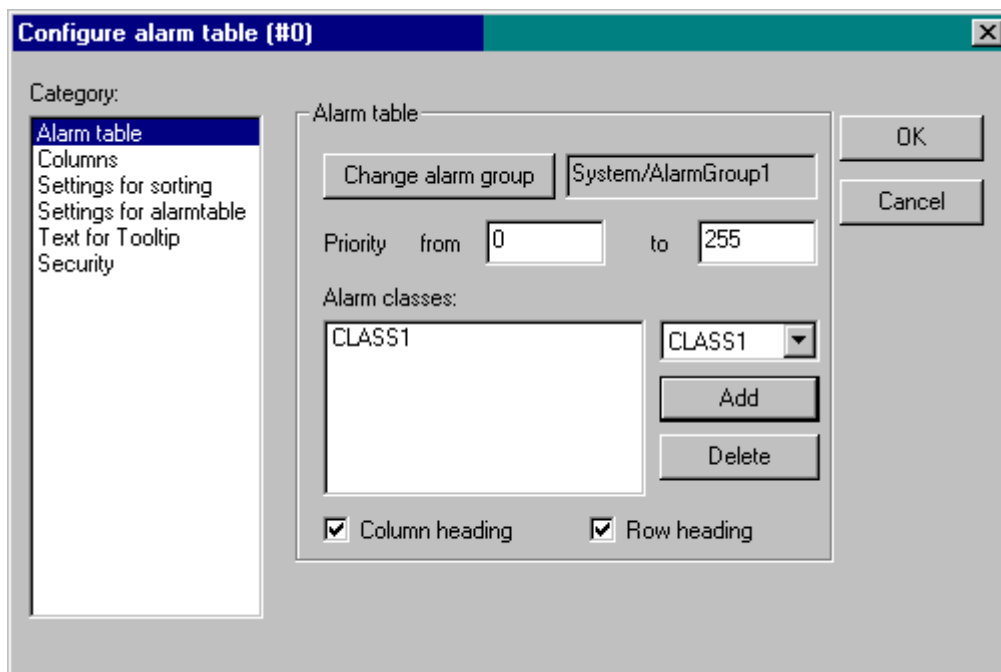 Configure alarm table (#0)
Category:
Alarm table
Columns
Settings for sorting
Settings for alarmtable
Text for Tooltip
Security
Alarm table
Change alarm group System/AlarmGroup1
Priority from 0 to 255
Alarm classes:
CLASS1
CLASS1
Add
Delete
Column heading Row heading
OK
Cancel